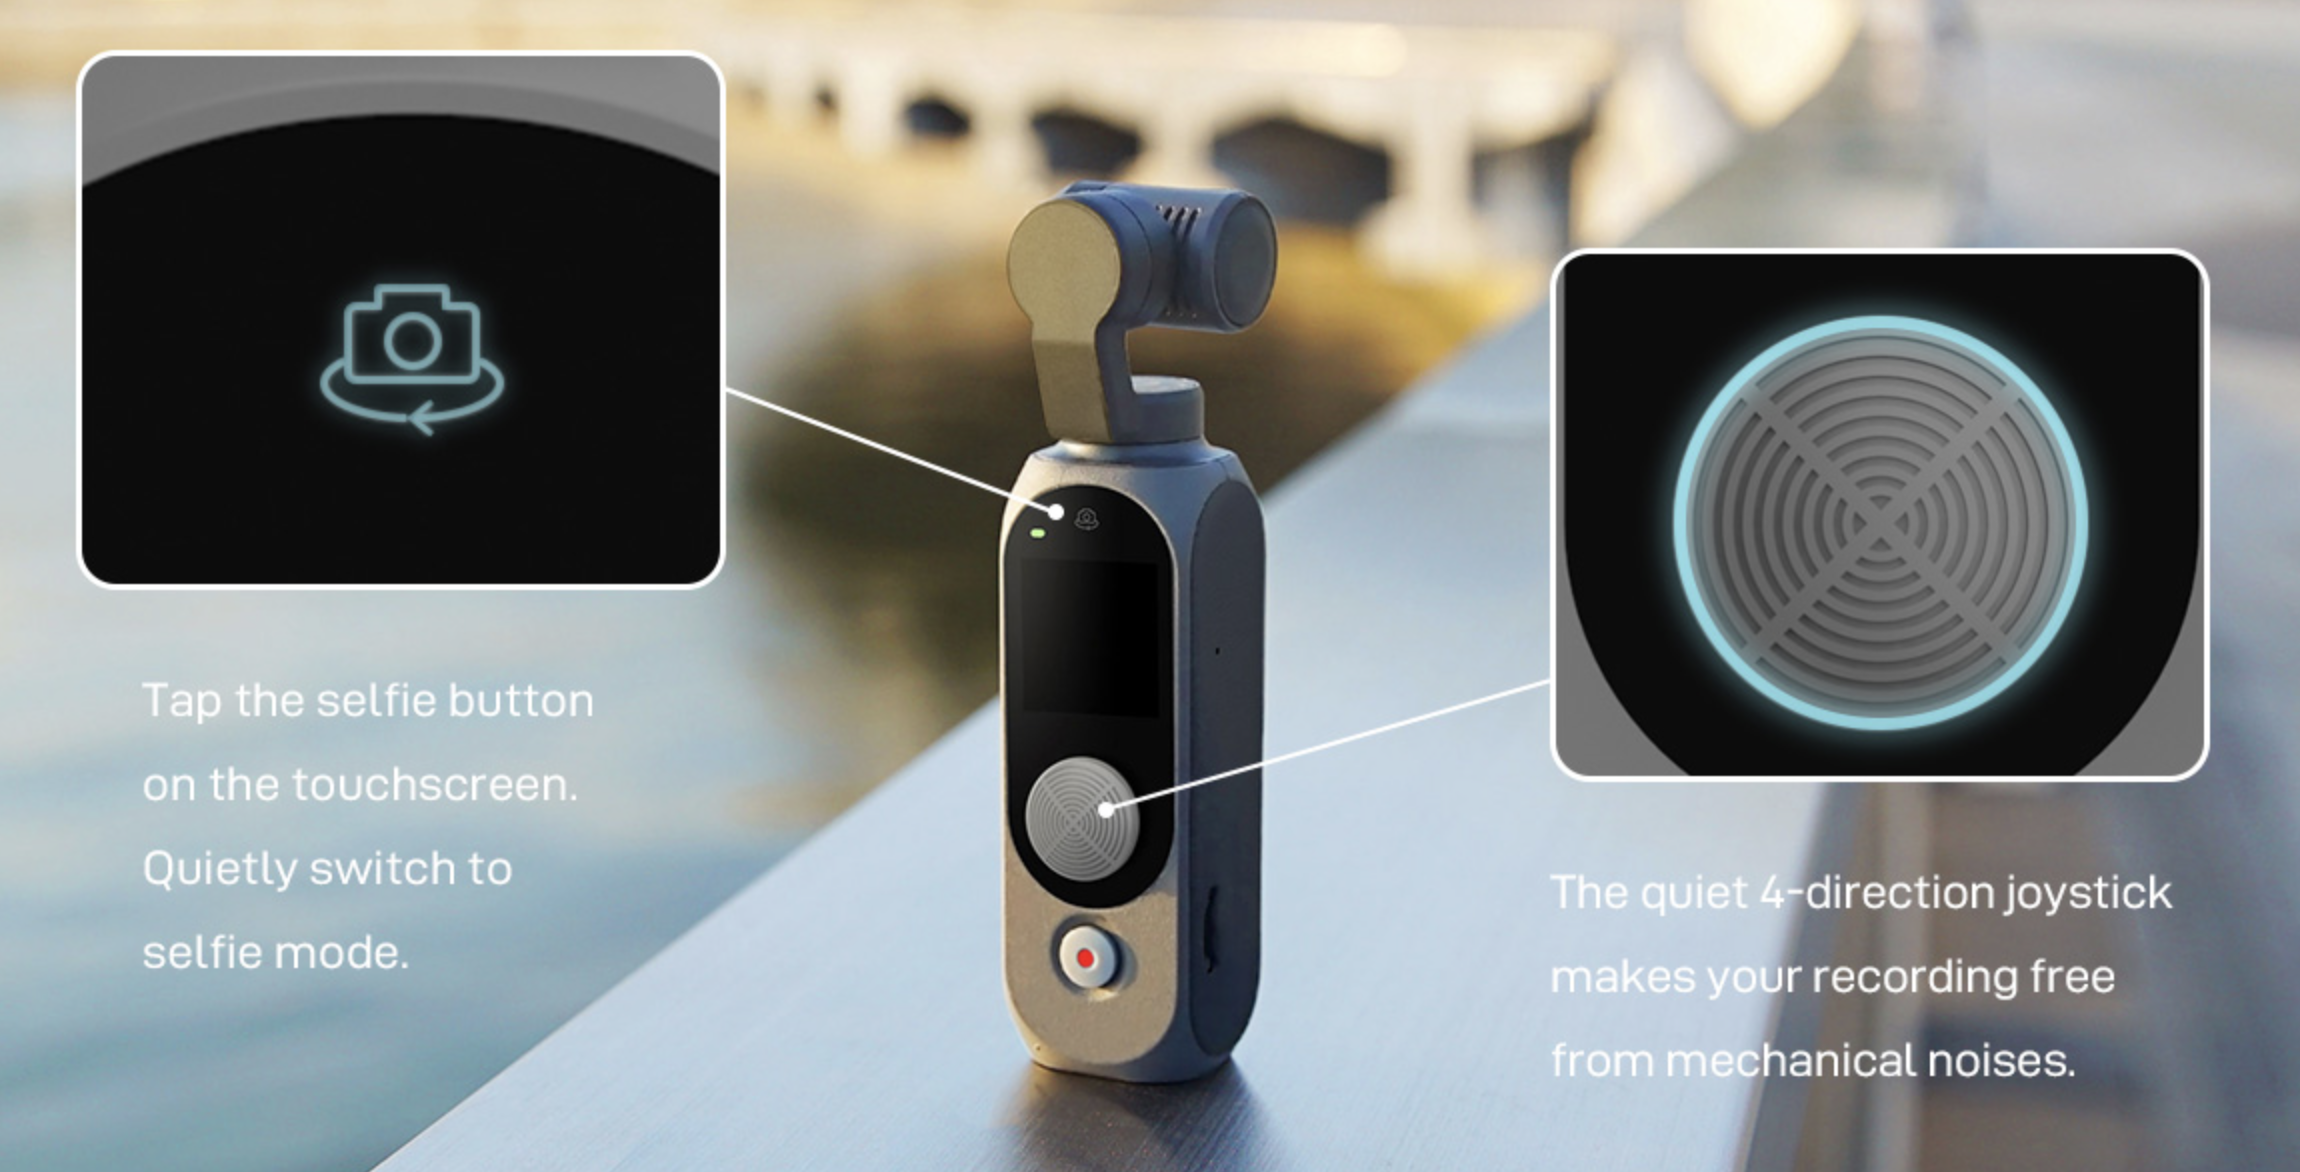 Tap the selfie button
on the touchscreen.
Quietly switch to
selfie mode.
The quiet 4-direction joystick
makes your recording free
from mechanical noises.